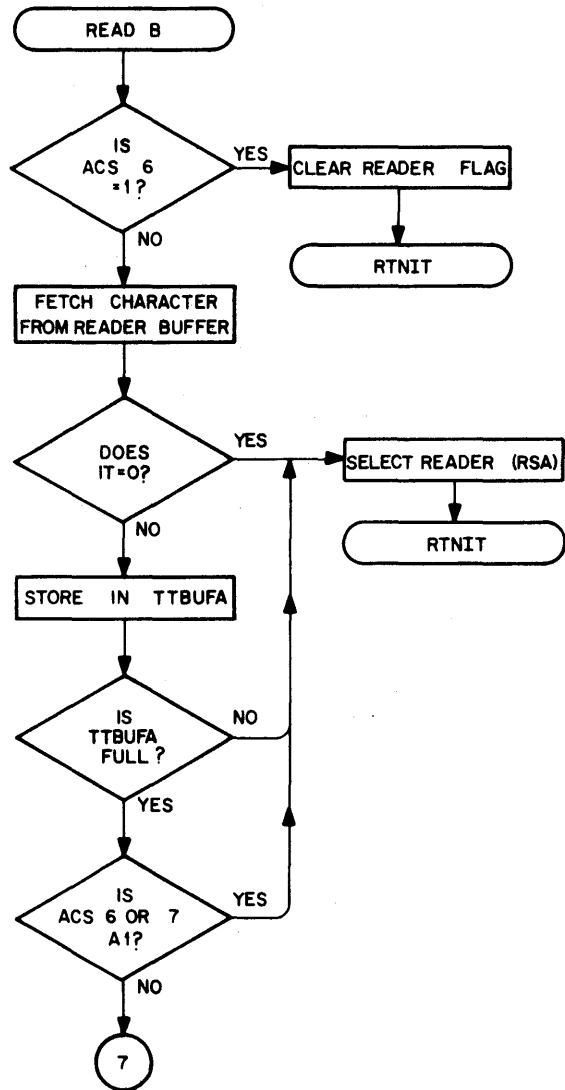 READ B
IS
ACS 6
=1?
YES
CLEAR READER FLAG
NO
RTNIT
FETCH CHARACTER
FROM READER BUFFER
DOES
IT=0?
YES
SELECT READER (RSA)
NO
RTNIT
STORE IN TTBUFA
IS
TTBUFA
FULL?
NO
YES
IS
ACS 6 OR 7
A1?
YES
NO
7